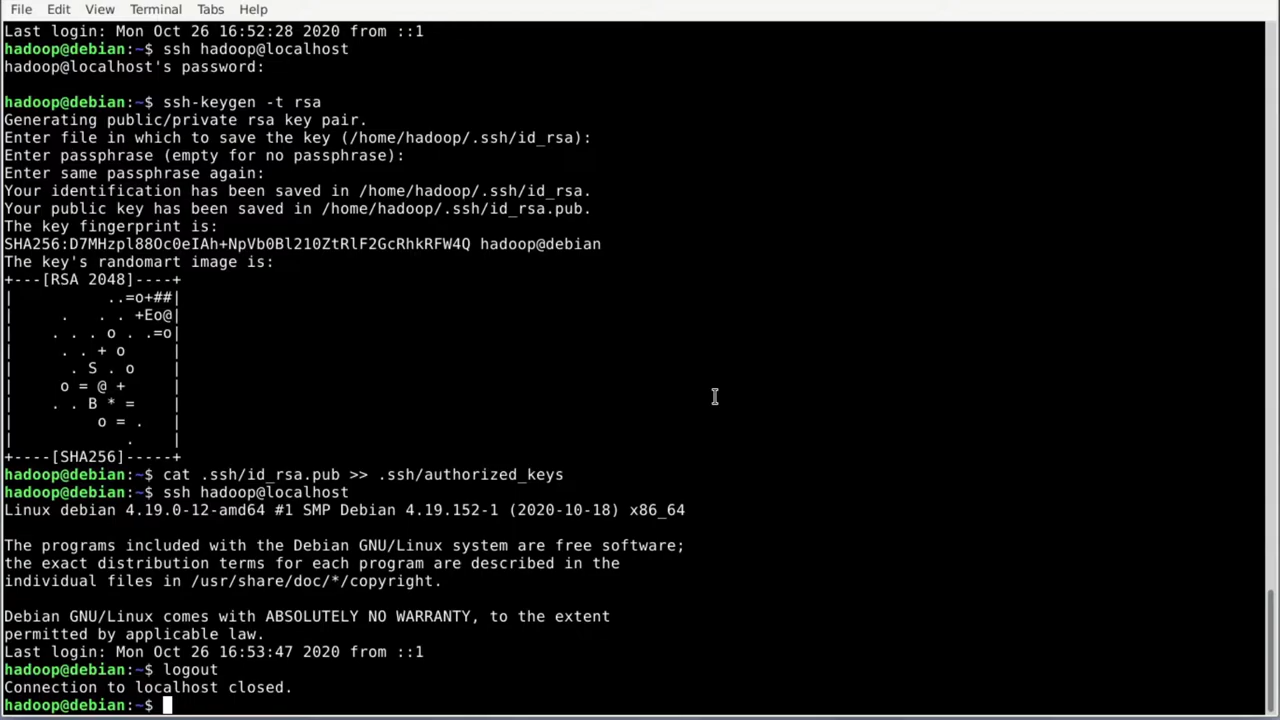 File Edit View Terminal Tabs Help
Last login: Mon Oct 26 16:52:28 2020 from ::1
hadoop@debian:~$ ssh hadoop@localhost
hadoop@localhost's password:
hadoop@debian:~$ ssh-keygen -t rsa
Generating public/private rsa key pair.
Enter file in which to save the key (/home/hadoop/.ssh/id_rsa):
Enter passphrase (empty for no passphrase):
Enter same passphrase again:
Your identification has been saved in /home/hadoop/.ssh/id_rsa.
Your public key has been saved in /home/hadoop/.ssh/id_rsa.pub.
The key fingerprint is:
SHA256:D7MHzpl88Oc0eIAh+NpVb0Bl210ZtRlF2GcRhkRFW4Q hadoop@debian
The key's randomart image is:
+---[RSA 2048]----+
|           ..=o+##|
|      .   . . +Eo@|
|     . . . o . .=o|
|      . . + o     |
|       . S . o    |
|      o = @ +     |
|     . . B * =    |
|          o = .   |
|             .    |
+----[SHA256]-----+
hadoop@debian:~$ cat .ssh/id_rsa.pub >> .ssh/authorized_keys
hadoop@debian:~$ ssh hadoop@localhost
Linux debian 4.19.0-12-amd64 #1 SMP Debian 4.19.152-1 (2020-10-18) x86_64
The programs included with the Debian GNU/Linux system are free software;
the exact distribution terms for each program are described in the
individual files in /usr/share/doc/*/copyright.
Debian GNU/Linux comes with ABSOLUTELY NO WARRANTY, to the extent
permitted by applicable law.
Last login: Mon Oct 26 16:53:47 2020 from ::1
hadoop@debian:~$ logout
Connection to localhost closed.
hadoop@debian:~$